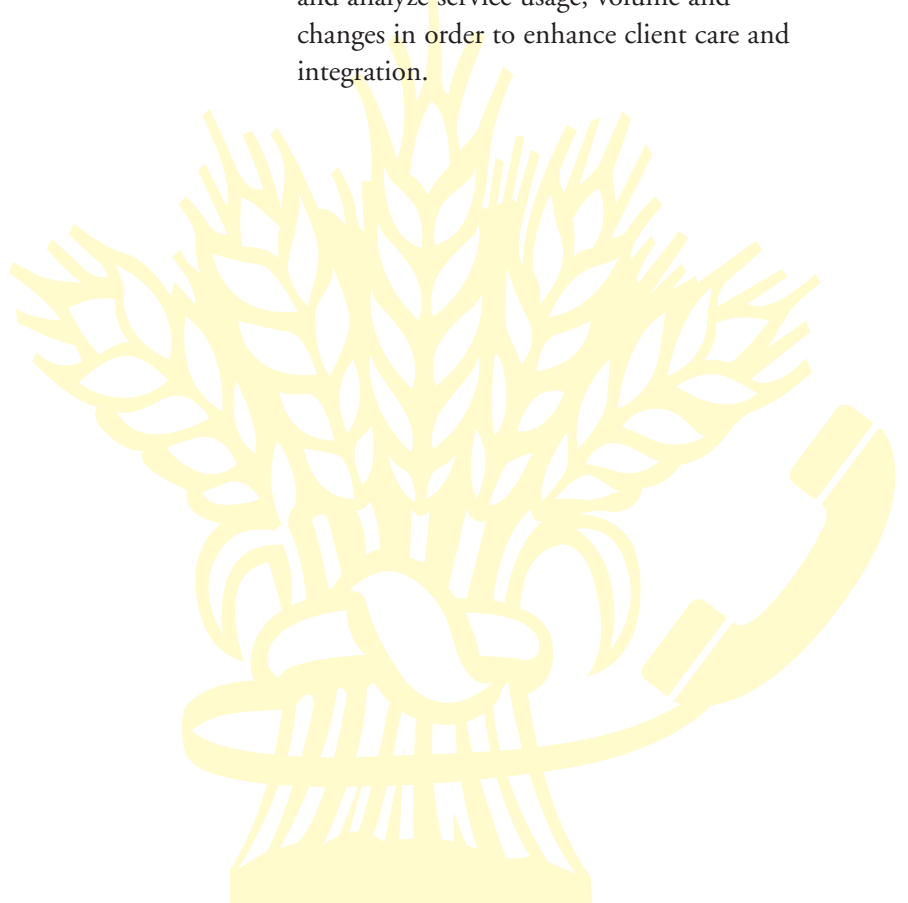 and analyze service usage, volume and
changes in order to enhance client care and
integration.